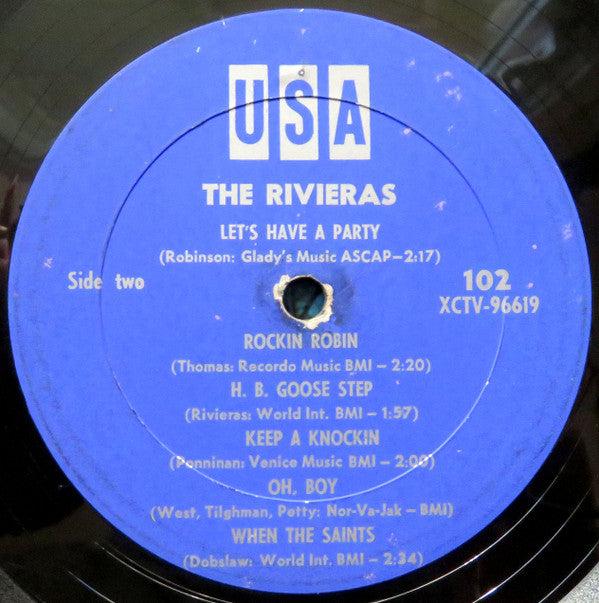 USA
THE RIVIERAS
LET'S HAVE A PARTY
(Robinson: Glady's Music ASCAP—2:17)
Side two
102
XCTV-96619
ROCKIN ROBIN
(Thomas: Recordo Music BMI — 2:20)
H. B. GOOSE STEP
(Rivieras: World Int. BMI — 1:57)
KEEP A KNOCKIN
(Penninan: Venice Music BMI — 2:00)
OH, BOY
(West, Tilghman, Petty: Nor-Va-Jak — BMI)
WHEN THE SAINTS
(Dobslaw: World Int. BMI — 2:34)